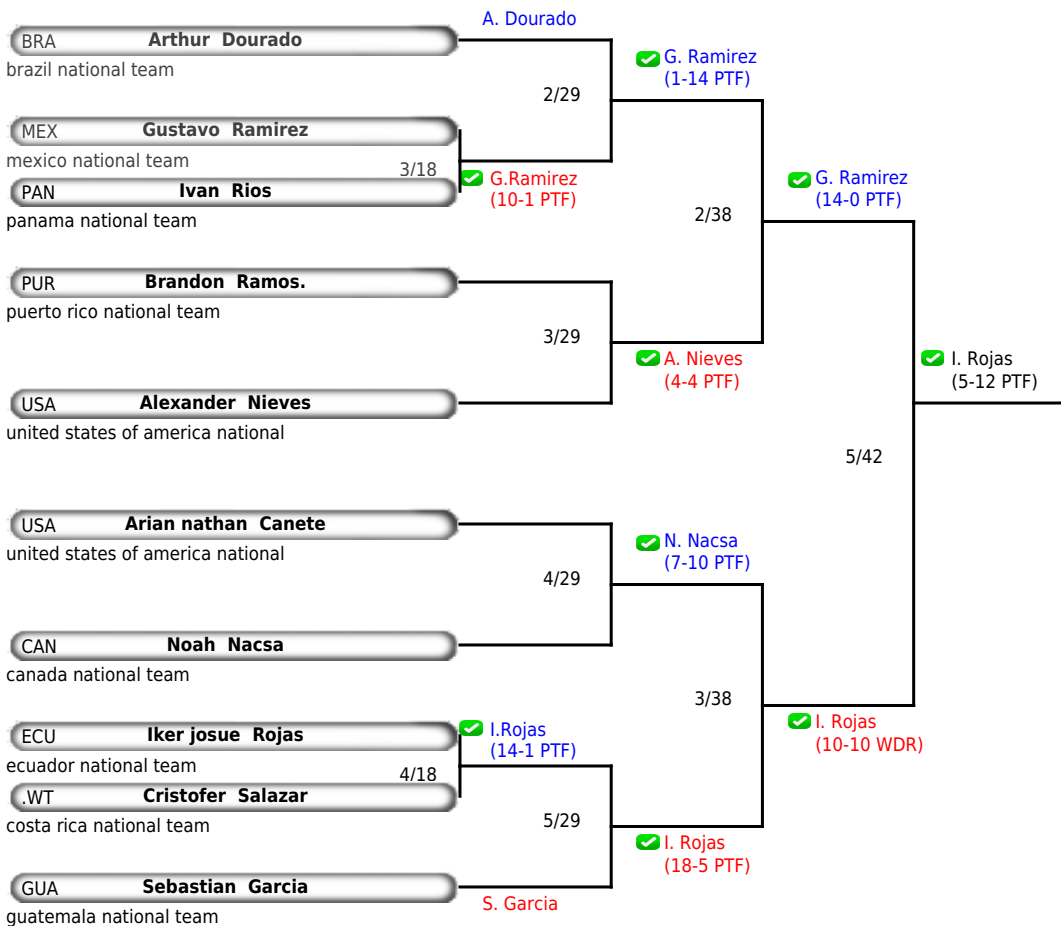 A. Dourado
BRA Arthur Dourado
brazil national team
G. Ramirez
(1-14 PTF)
2/29
MEX Gustavo Ramirez
mexico national team
3/18
G.Ramirez
(10-1 PTF)
PAN Ivan Rios
panama national team
G. Ramirez
(14-0 PTF)
2/38
PUR Brandon Ramos.
puerto rico national team
3/29
A. Nieves
(4-4 PTF)
I. Rojas
(5-12 PTF)
USA Alexander Nieves
united states of america national
5/42
USA Arian nathan Canete
united states of america national
N. Nacsa
(7-10 PTF)
4/29
CAN Noah Nacsa
canada national team
3/38
I. Rojas
(10-10 WDR)
ECU Iker josue Rojas
ecuador national team
I.Rojas
(14-1 PTF)
4/18
.WT Cristofer Salazar
costa rica national team
5/29
I. Rojas
(18-5 PTF)
GUA Sebastian Garcia
guatemala national team
S. Garcia